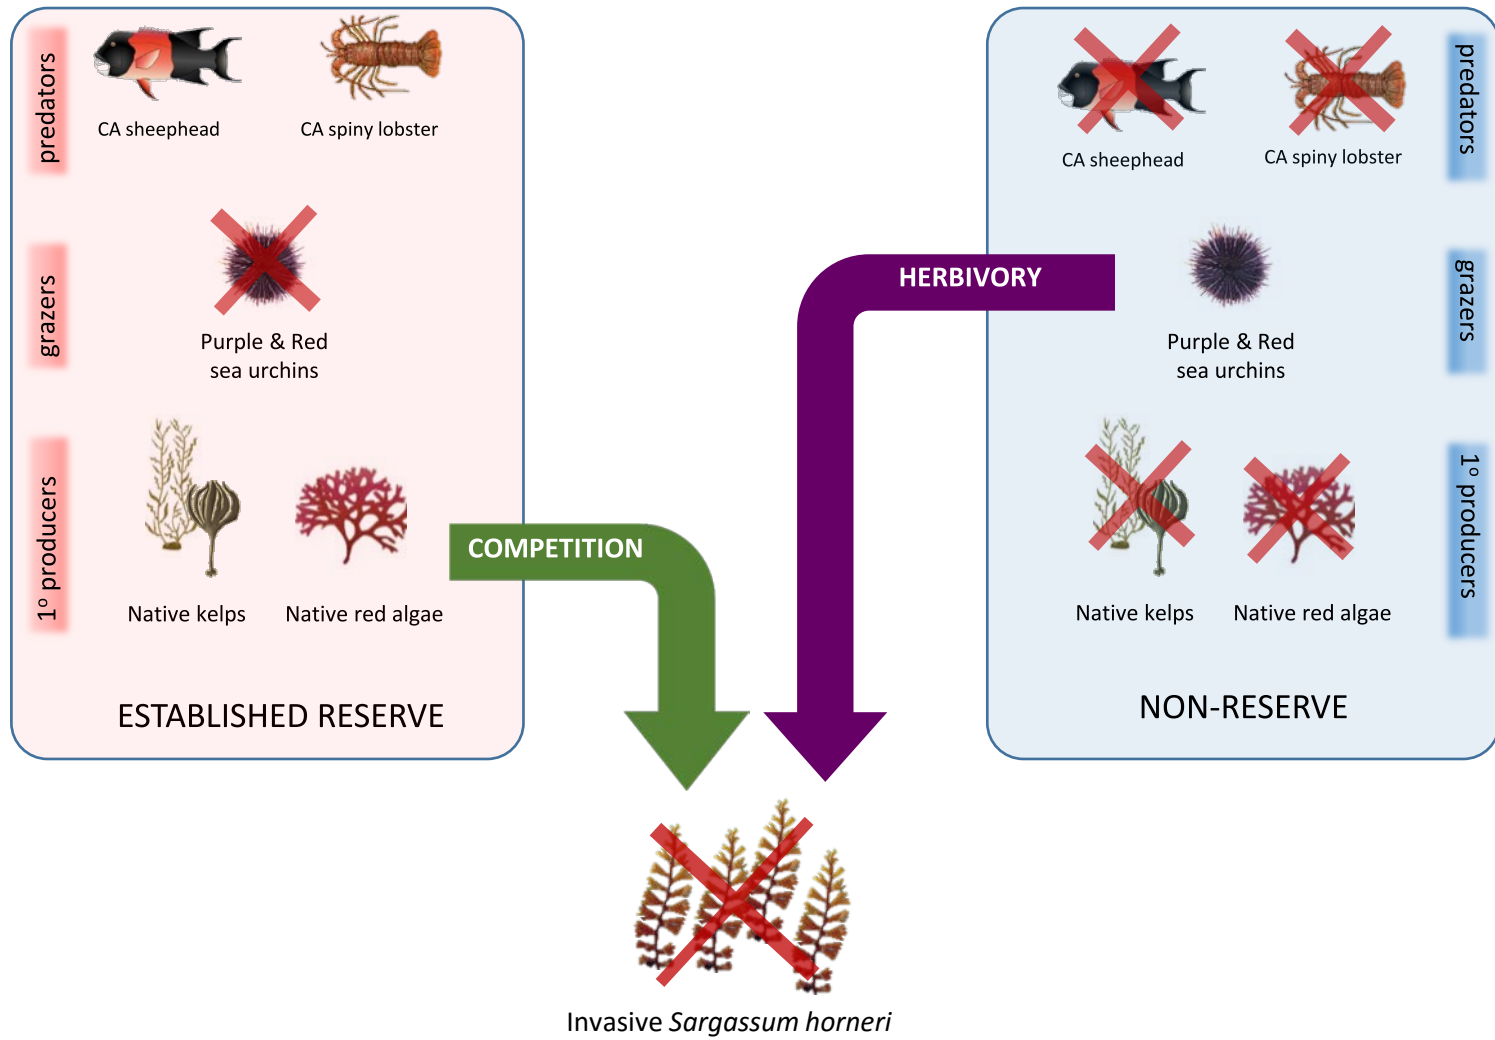 predators
CA sheephead
CA spiny lobster
grazers
Purple & Red
sea urchins
1º producers
Native kelps
Native red algae
ESTABLISHED RESERVE
COMPETITION
HERBIVORY
predators
CA sheephead
CA spiny lobster
grazers
Purple & Red
sea urchins
1º producers
Native kelps
Native red algae
NON-RESERVE
Invasive Sargassum horneri